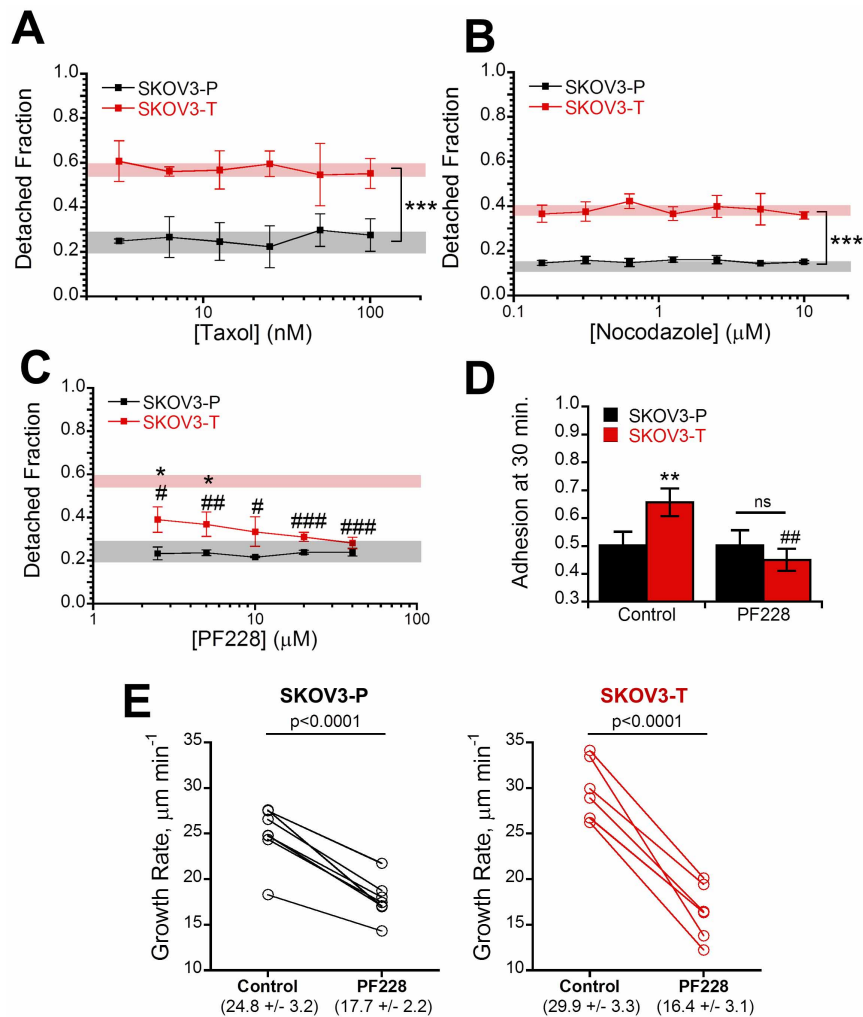 A
SKOV3-P
SKOV3-T
Detached Fraction
1.0
0.8
0.6
0.4
0.2
0.0
***
10
100
[Taxol] (nM)
B
SKOV3-P
SKOV3-T
Detached Fraction
1.0
0.8
0.6
0.4
0.2
0.0
***
0.1
1
10
[Nocodazole] (μM)
C
SKOV3-P
SKOV3-T
Detached Fraction
1.0
0.8
0.6
0.4
0.2
0.0
* *
# ## # ### ###
1
10
100
[PF228] (μM)
D
SKOV3-P
SKOV3-T
Adhesion at 30 min.
1.0
0.9
0.8
0.7
0.6
0.5
0.4
0.3
**
ns
##
Control PF228
E
SKOV3-P
p<0.0001
Growth Rate, μm min⁻¹
35
30
25
20
15
10
Control PF228
(24.8 +/- 3.2) (17.7 +/- 2.2)
SKOV3-T
p<0.0001
Growth Rate, μm min⁻¹
35
30
25
20
15
10
Control PF228
(29.9 +/- 3.3) (16.4 +/- 3.1)